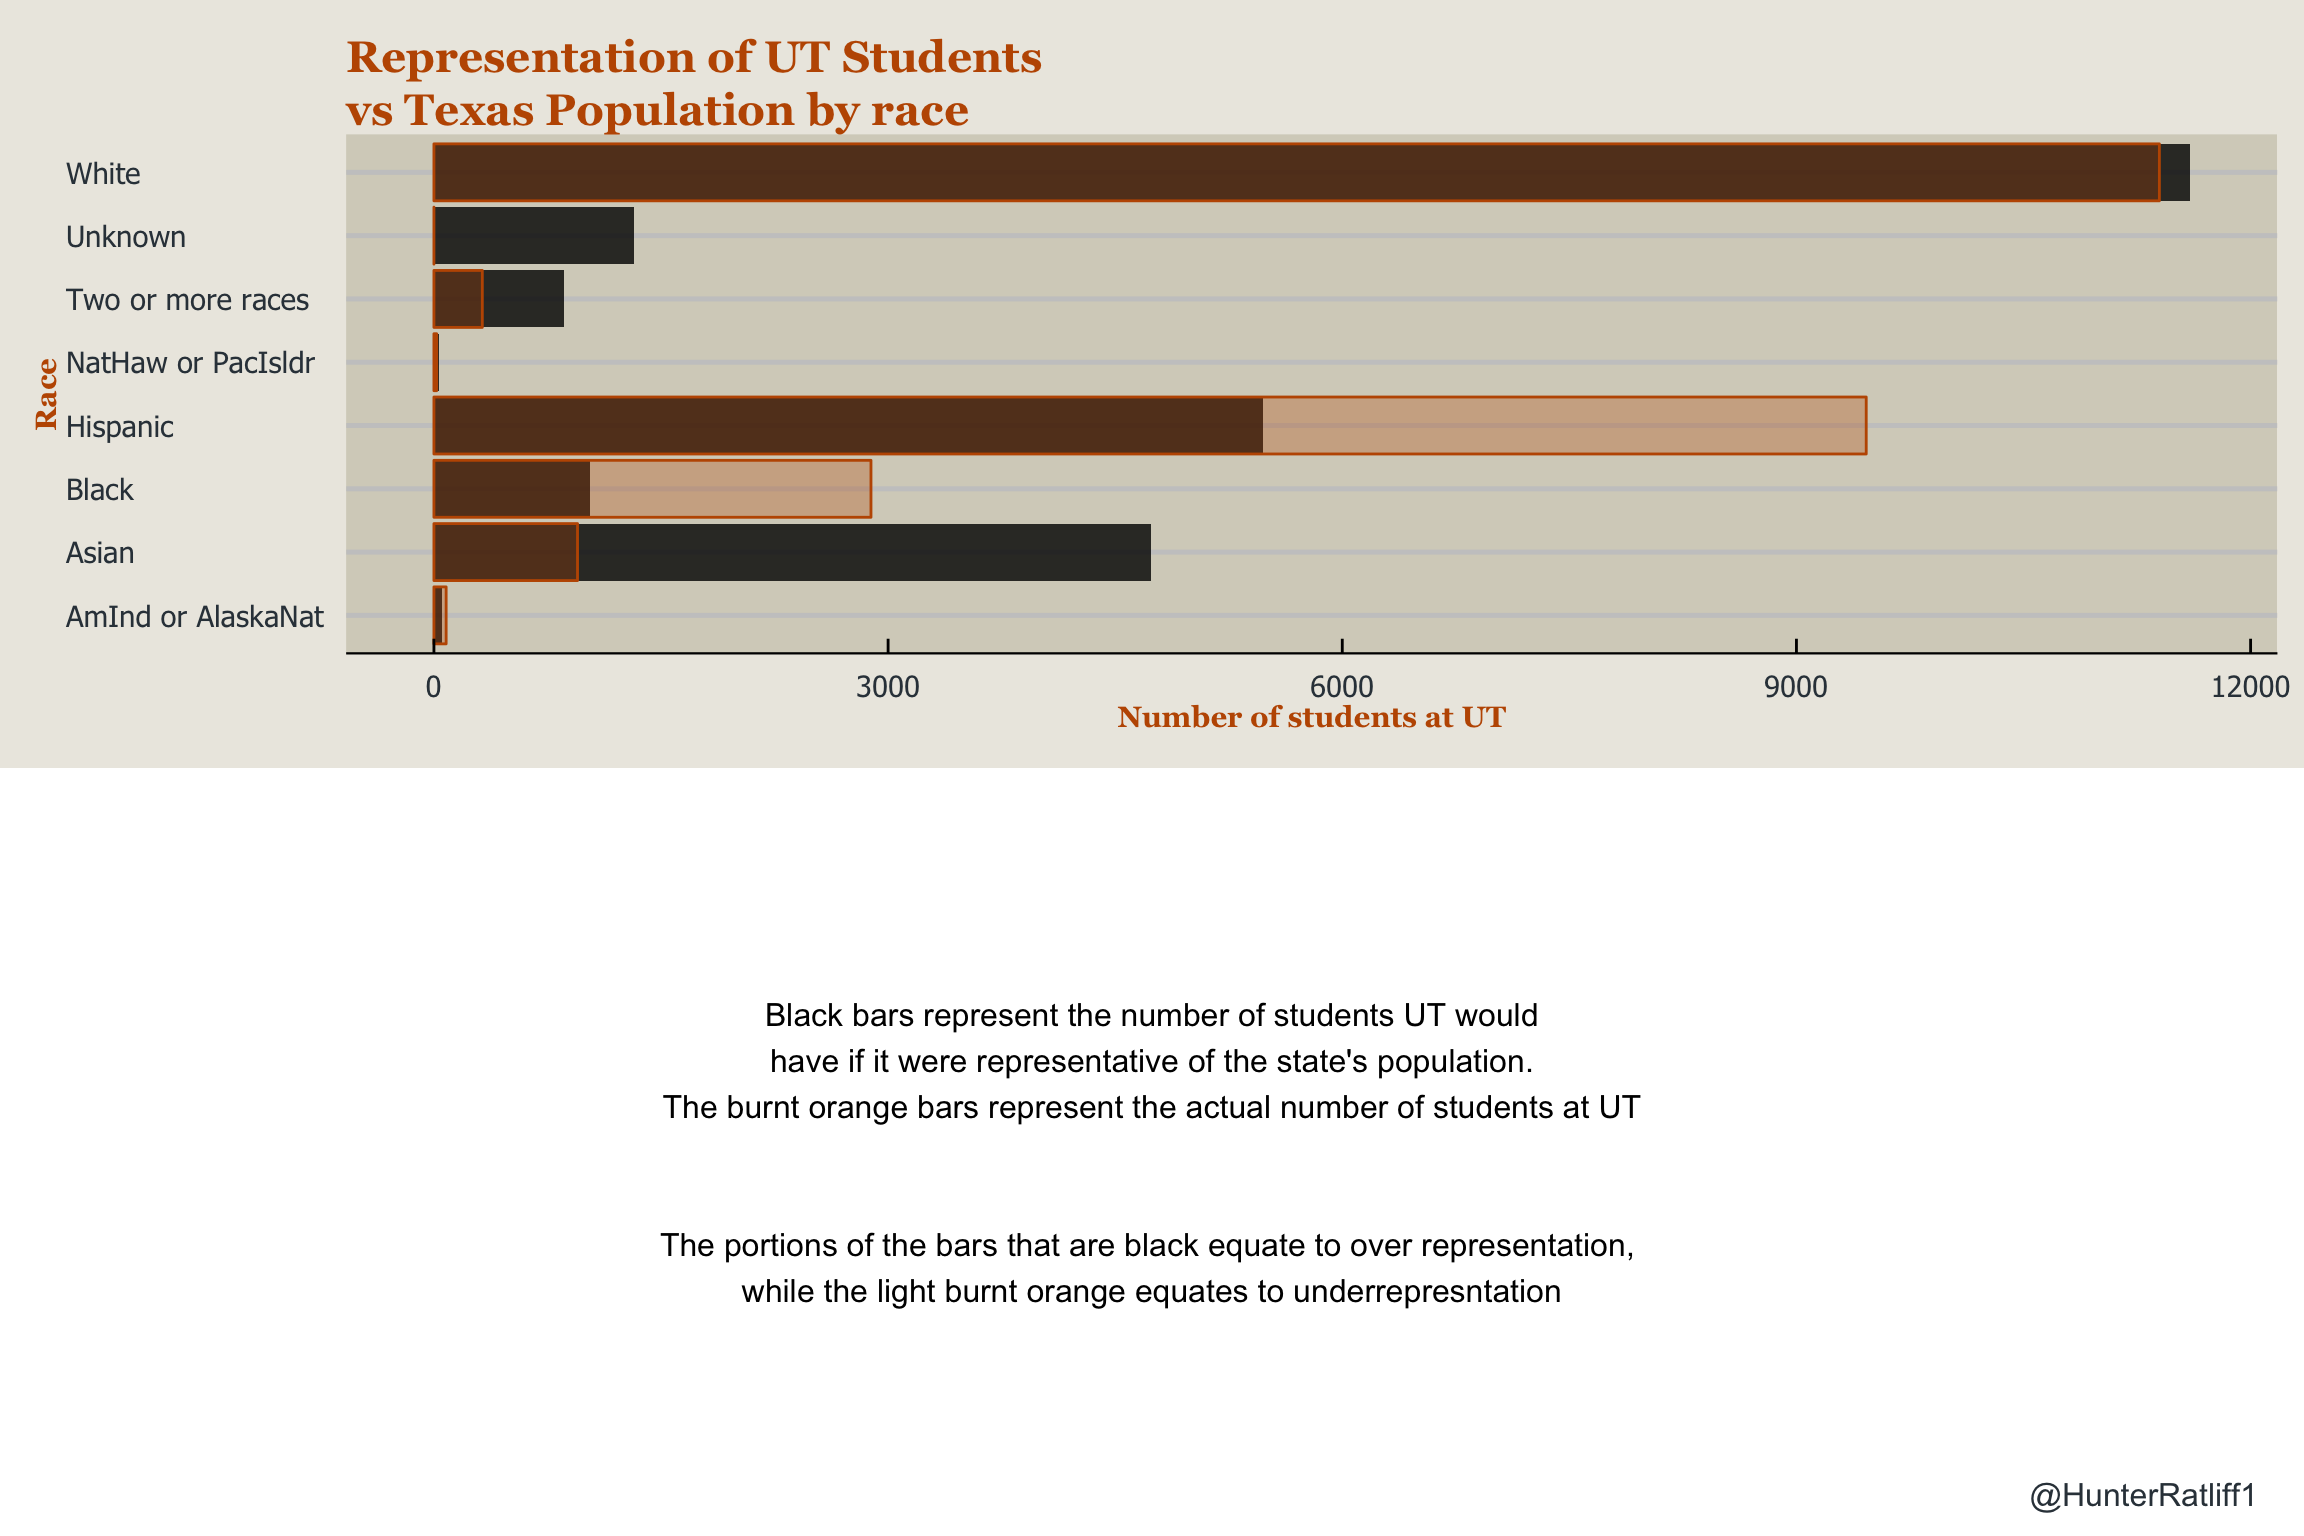 Representation of UT Students
vs Texas Population by race
Race
White
Unknown
Two or more races
NatHaw or PacIsldr
Hispanic
Black
Asian
AmInd or AlaskaNat
0 3000 6000 9000 12000
Number of students at UT
Black bars represent the number of students UT would
have if it were representative of the state's population.
The burnt orange bars represent the actual number of students at UT
The portions of the bars that are black equate to over representation,
while the light burnt orange equates to underrepresntation
@HunterRatliff1